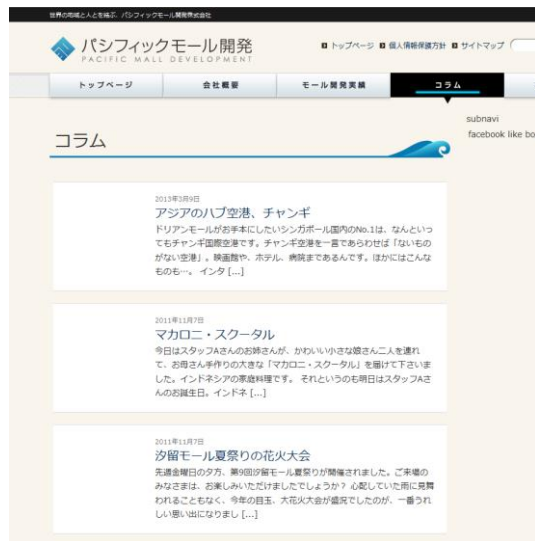 世界の地域と人とを結ぶ、パシフィックモール開発株式会社
パシフィックモール開発
PACIFIC MALL DEVELOPMENT
トップページ 個人情報保護方針 サイトマップ
トップページ 会社概要 モール開発実績 コラム
subnavi
facebook like bo
コラム
2013年3月9日
アジアのハブ空港、チャンギ
ドリアンモールがお手本にしたいシンガポール国内のNo.1は、なんといっ
てもチャンギ国際空港です。チャンギ空港を一言であらわせば「ないもの
がない空港」。映画館や、ホテル、病院まであるんです。ほかにはこんな
ものも…。 インタ [...]
2011年11月7日
マカロニ・スクータル
今日はスタッフAさんのお姉さんが、かわいい小さな娘さん二人を連れ
て、お母さん手作りの大きな「マカロニ・スクータル」を届けて下さいま
した。インドネシアの家庭料理です。 それというのも明日はスタッフAさ
んのお誕生日。インドネ [...]
2011年11月7日
汐留モール夏祭りの花火大会
先週金曜日の夕方、第9回汐留モール夏祭りが開催されました。ご来場の
みなさまは、お楽しみいただけましたでしょうか？ 心配していた雨に見舞
われることもなく、今年の目玉、大花火大会が盛況でしたのが、一番うれ
しい思い出になりまし [...]